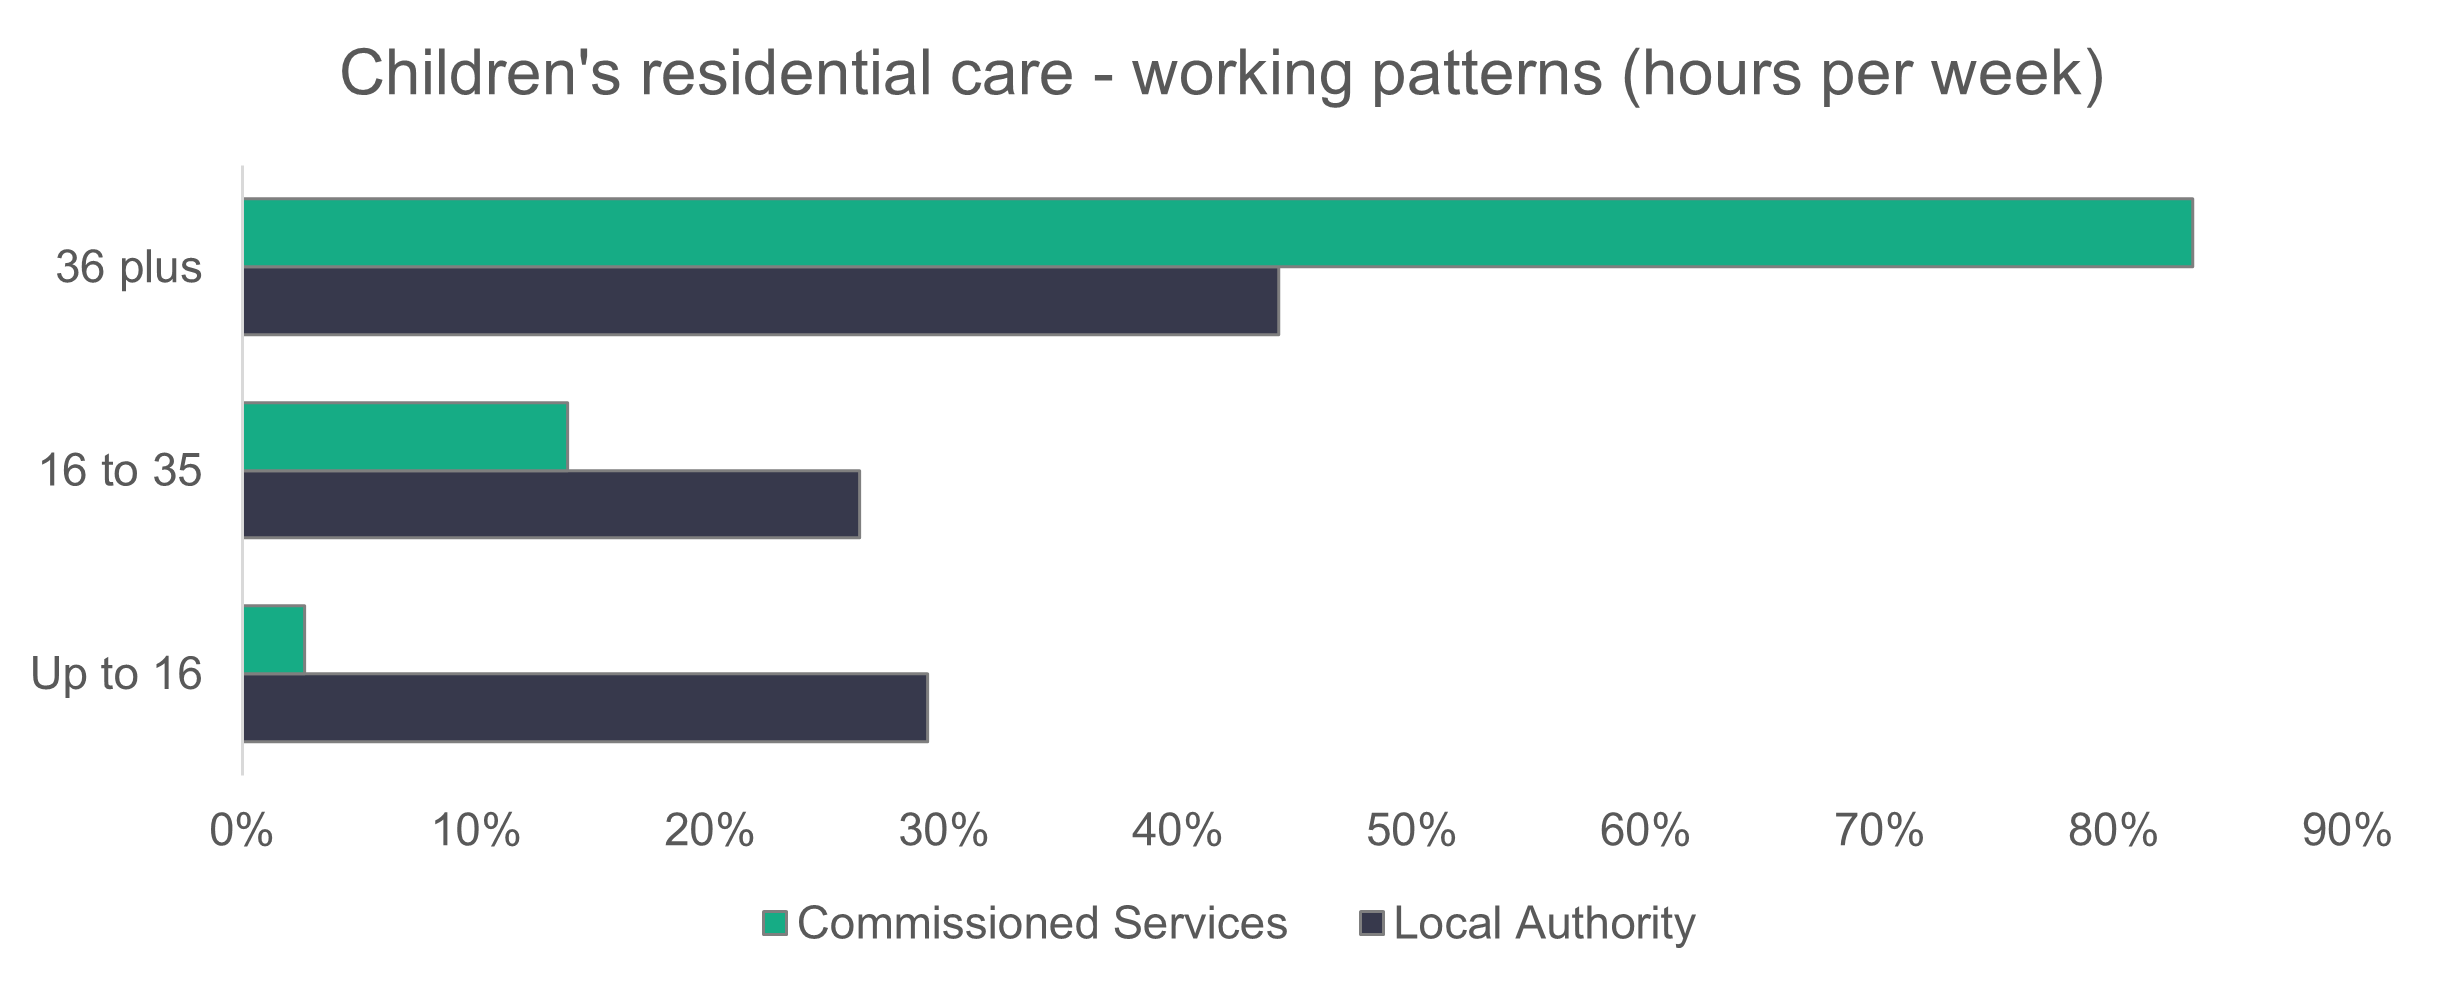 Children's residential care - working patterns (hours per week)
36 plus
16 to 35
Up to 16
0% 10% 20% 30% 40% 50% 60% 70% 80% 90%
Commissioned Services Local Authority